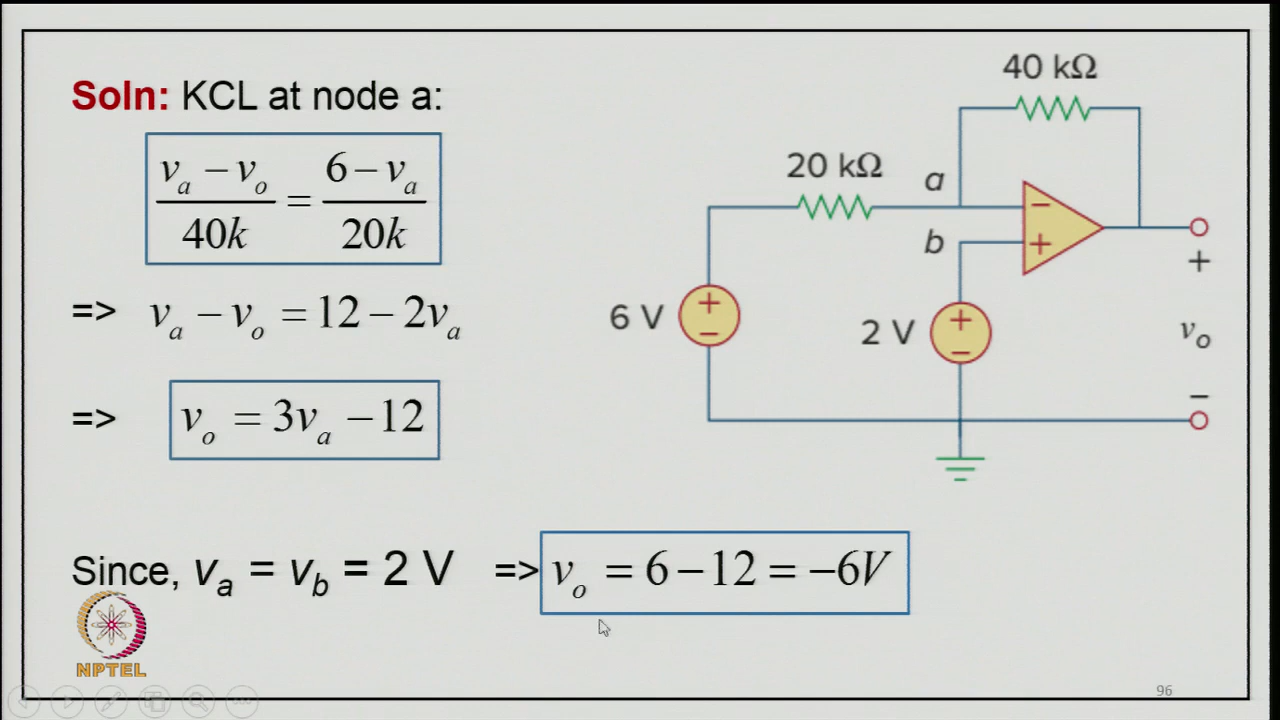 Soln: KCL at node a:
(v_a − v_o)/40k = (6 − v_a)/20k
=> v_a − v_o = 12 − 2v_a
=> v_o = 3v_a − 12
Since, v_a = v_b = 2 V => v_o = 6 − 12 = −6V
40 kΩ
20 kΩ
a
−
b
+
+
6 V
+
−
2 V
+
−
v_o
−
NPTEL
96